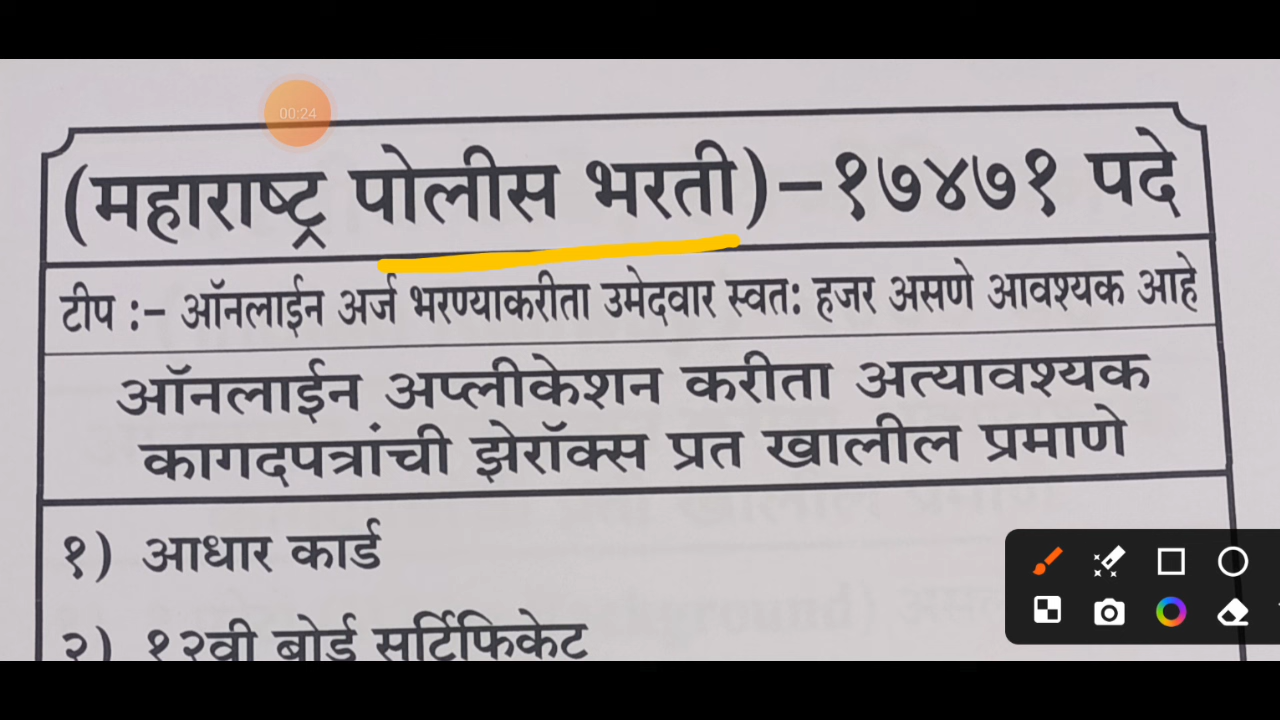 00:24
(महाराष्ट्र पोलीस भरती)–१७४७१ पदे
टीप :– ऑनलाईन अर्ज भरण्याकरीता उमेदवार स्वत: हजर असणे आवश्यक आहे
ऑनलाईन अप्लीकेशन करीता अत्यावश्यक
कागदपत्रांची झेरॉक्स प्रत खालील प्रमाणे
१) आधार कार्ड
२) १२वी बोर्ड सर्टिफिकेट